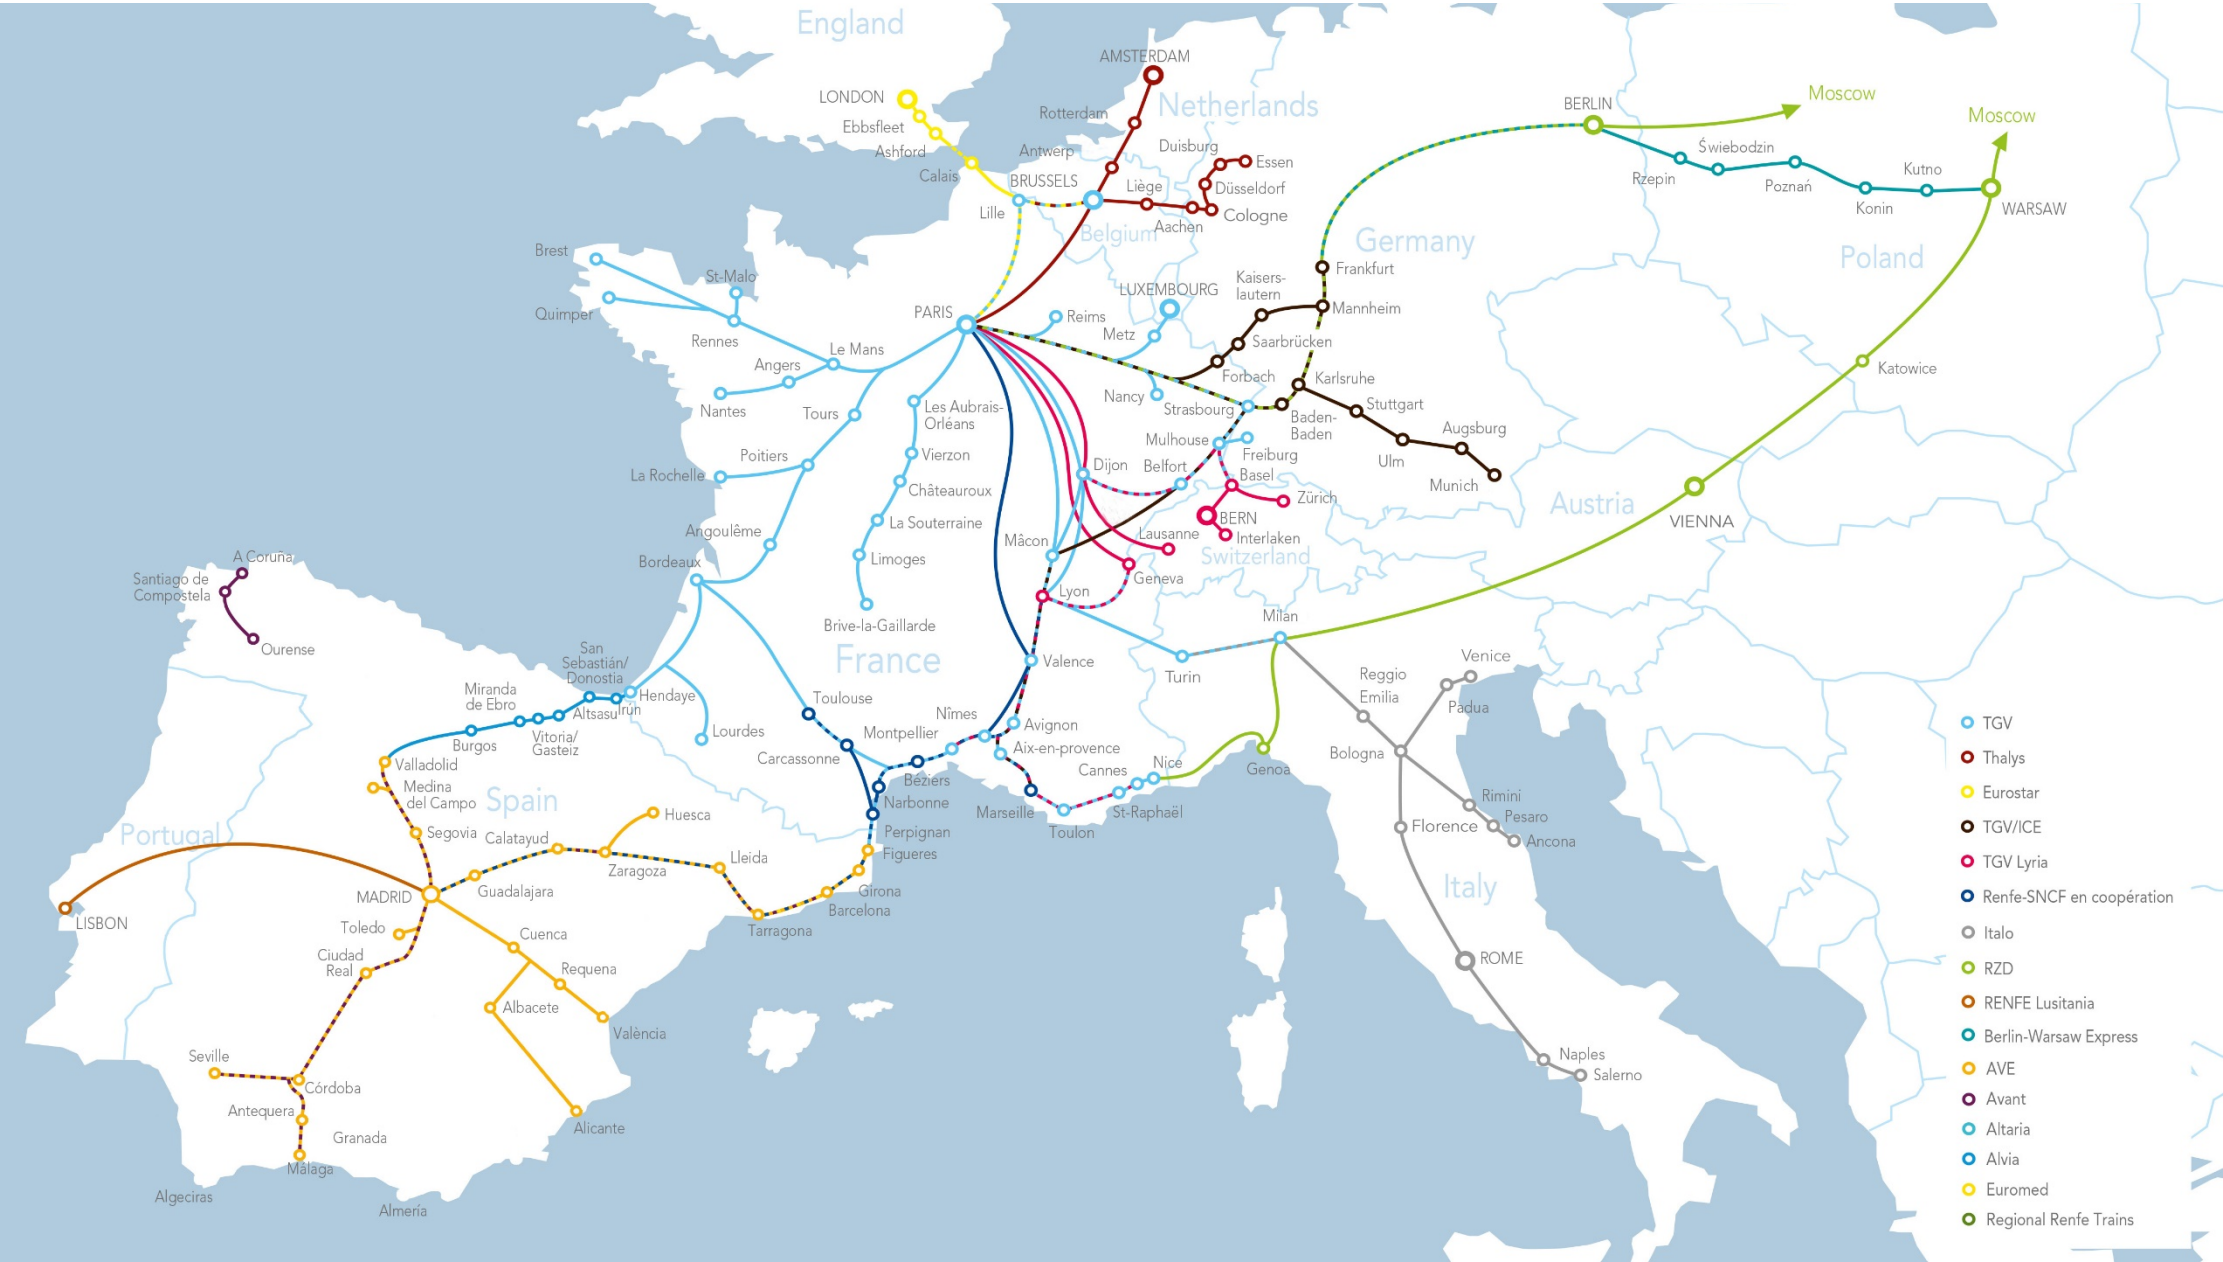 England
AMSTERDAM
LONDON
Netherlands
Moscow
BERLIN
Rotterdam
Moscow
Ebbsfleet
Ashford
Antwerp
Duisburg
Essen
Świebodzin
Kutno
Calais
BRUSSELS
Liège
Düsseldorf
Rzepin
Poznań
Konin
WARSAW
Lille
Cologne
Aachen
Belgium
Germany
Poland
Brest
St-Malo
Kaisers-
lautern
Frankfurt
LUXEMBOURG
Quimper
PARIS
Reims
Metz
Mannheim
Rennes
Le Mans
Saarbrücken
Angers
Forbach
Karlsruhe
Katowice
Nantes
Tours
Les Aubrais-
Orléans
Nancy
Strasbourg
Baden-
Baden
Stuttgart
Augsburg
Ulm
Munich
Mulhouse
Freiburg
Poitiers
Vierzon
Dijon
Belfort
Basel
La Rochelle
Châteauroux
Zürich
Austria
VIENNA
La Souterraine
BERN
Angoulême
Mâcon
Lausanne
Interlaken
Switzerland
Bordeaux
Limoges
Geneva
Lyon
A Coruña
Santiago de
Compostela
Ourense
Brive-la-Gaillarde
Milan
France
Valence
Turin
San
Sebastián/
Donostia
Hendaye
Irún
Miranda
de Ebro
Altsasu
Vitoria/
Gasteiz
Burgos
Lourdes
Toulouse
Nîmes
Montpellier
Avignon
Aix-en-provence
Carcassonne
Cannes
Nice
Genoa
Reggio
Emilia
Venice
Padua
Bologna
Valladolid
Medina
del Campo
Spain
Béziers
Narbonne
Marseille
Toulon
St-Raphaël
Rimini
Pesaro
Florence
Ancona
Portugal
Segovia
Calatayud
Huesca
Perpignan
Figueres
Zaragoza
Lleida
Guadalajara
Girona
Barcelona
Tarragona
Italy
MADRID
LISBON
Toledo
Ciudad
Real
Cuenca
Requena
Albacete
València
ROME
Seville
Córdoba
Antequera
Granada
Málaga
Alicante
Naples
Salerno
Algeciras
Almería
TGV
Thalys
Eurostar
TGV/ICE
TGV Lyria
Renfe-SNCF en coopération
Italo
RZD
RENFE Lusitania
Berlin-Warsaw Express
AVE
Avant
Altaria
Alvia
Euromed
Regional Renfe Trains